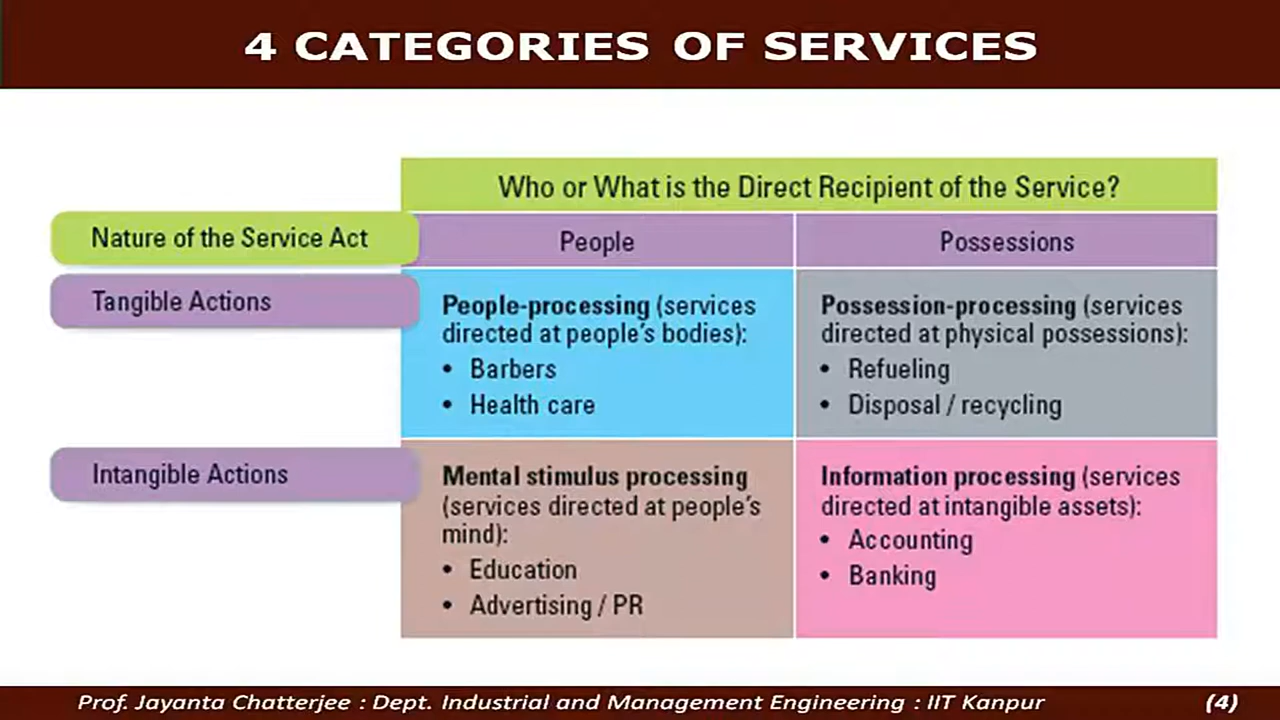 4 CATEGORIES OF SERVICES
Who or What is the Direct Recipient of the Service?
Nature of the Service Act
People
Possessions
Tangible Actions
People-processing (services
directed at people's bodies):
• Barbers
• Health care
Possession-processing (services
directed at physical possessions):
• Refueling
• Disposal / recycling
Intangible Actions
Mental stimulus processing
(services directed at people's
mind):
• Education
• Advertising / PR
Information processing (services
directed at intangible assets):
• Accounting
• Banking
Prof. Jayanta Chatterjee : Dept. Industrial and Management Engineering : IIT Kanpur
(4)